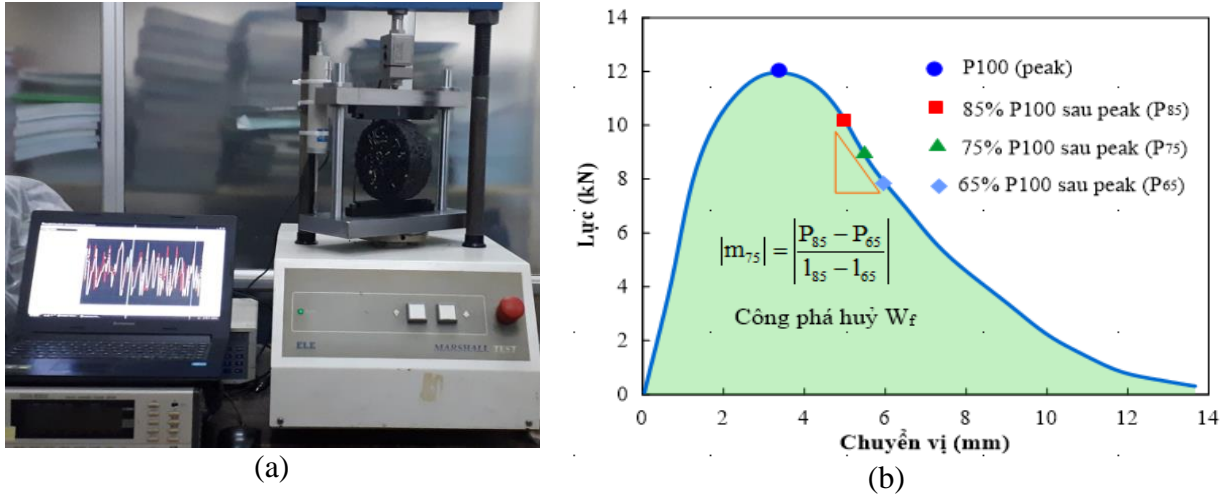 ELE
MARSHALL TEST
(a)
14
12
10
8
6
4
2
0
Lực (kN)
P100 (peak)
85% P100 sau peak (P85)
75% P100 sau peak (P75)
65% P100 sau peak (P65)
|m75| = |P85 − P65 / l85 − l65|
Công phá huỷ Wf
0 2 4 6 8 10 12 14
Chuyển vị (mm)
(b)